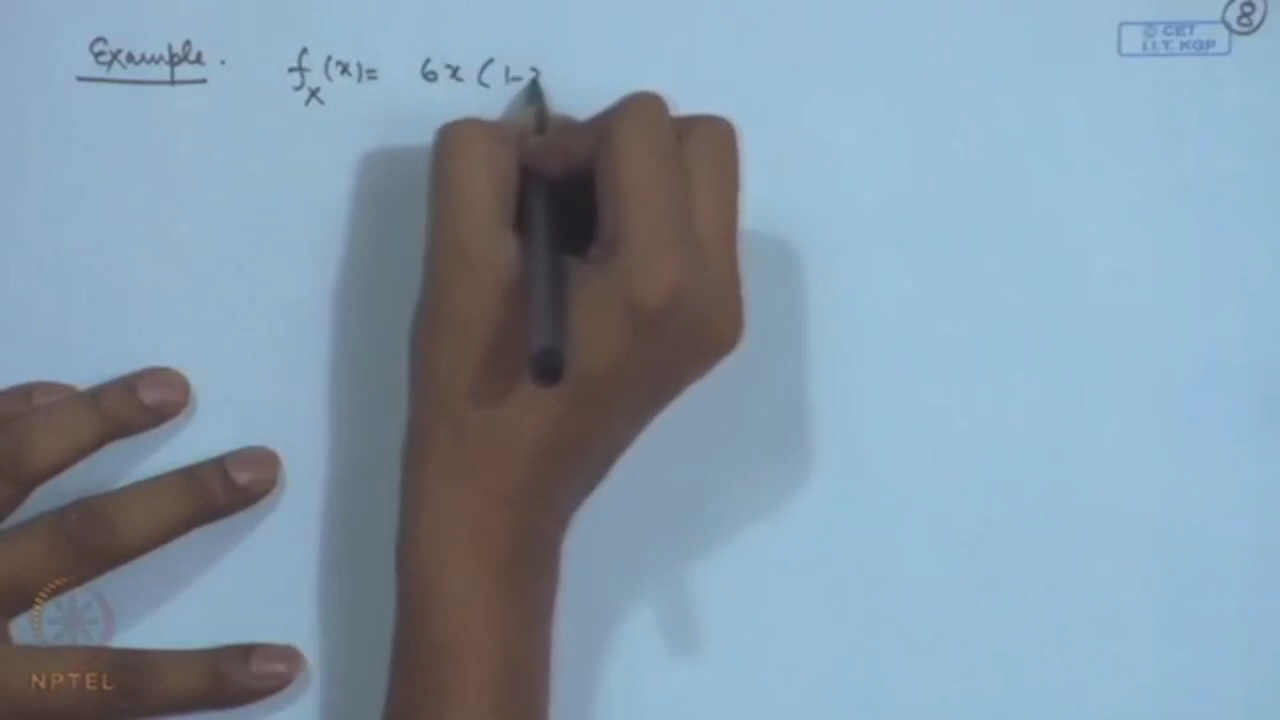 8
© CET
I.I.T. KGP
Example. f_X(x)= 6x(1-
NPTEL